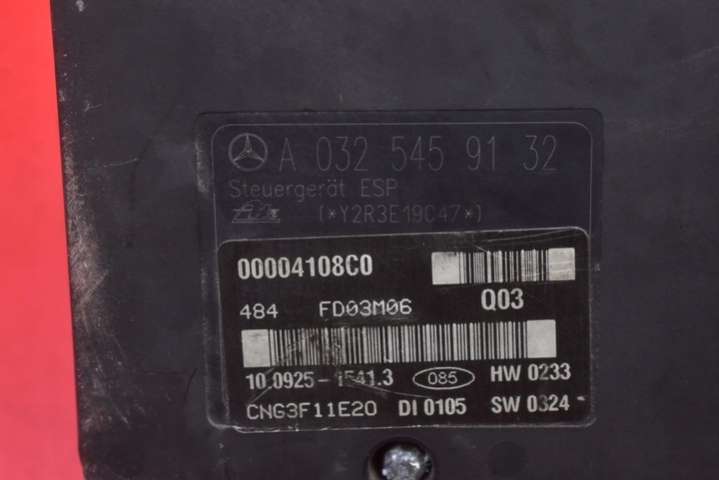 A 032 545 91 32
Steuergerät ESP
(*Y2R3E19C47*)
00004108C0
484 FD03M06 Q03
10.0925-1541.3 085 HW 0233
CNG3F11E20 DI 0105 SW 0324